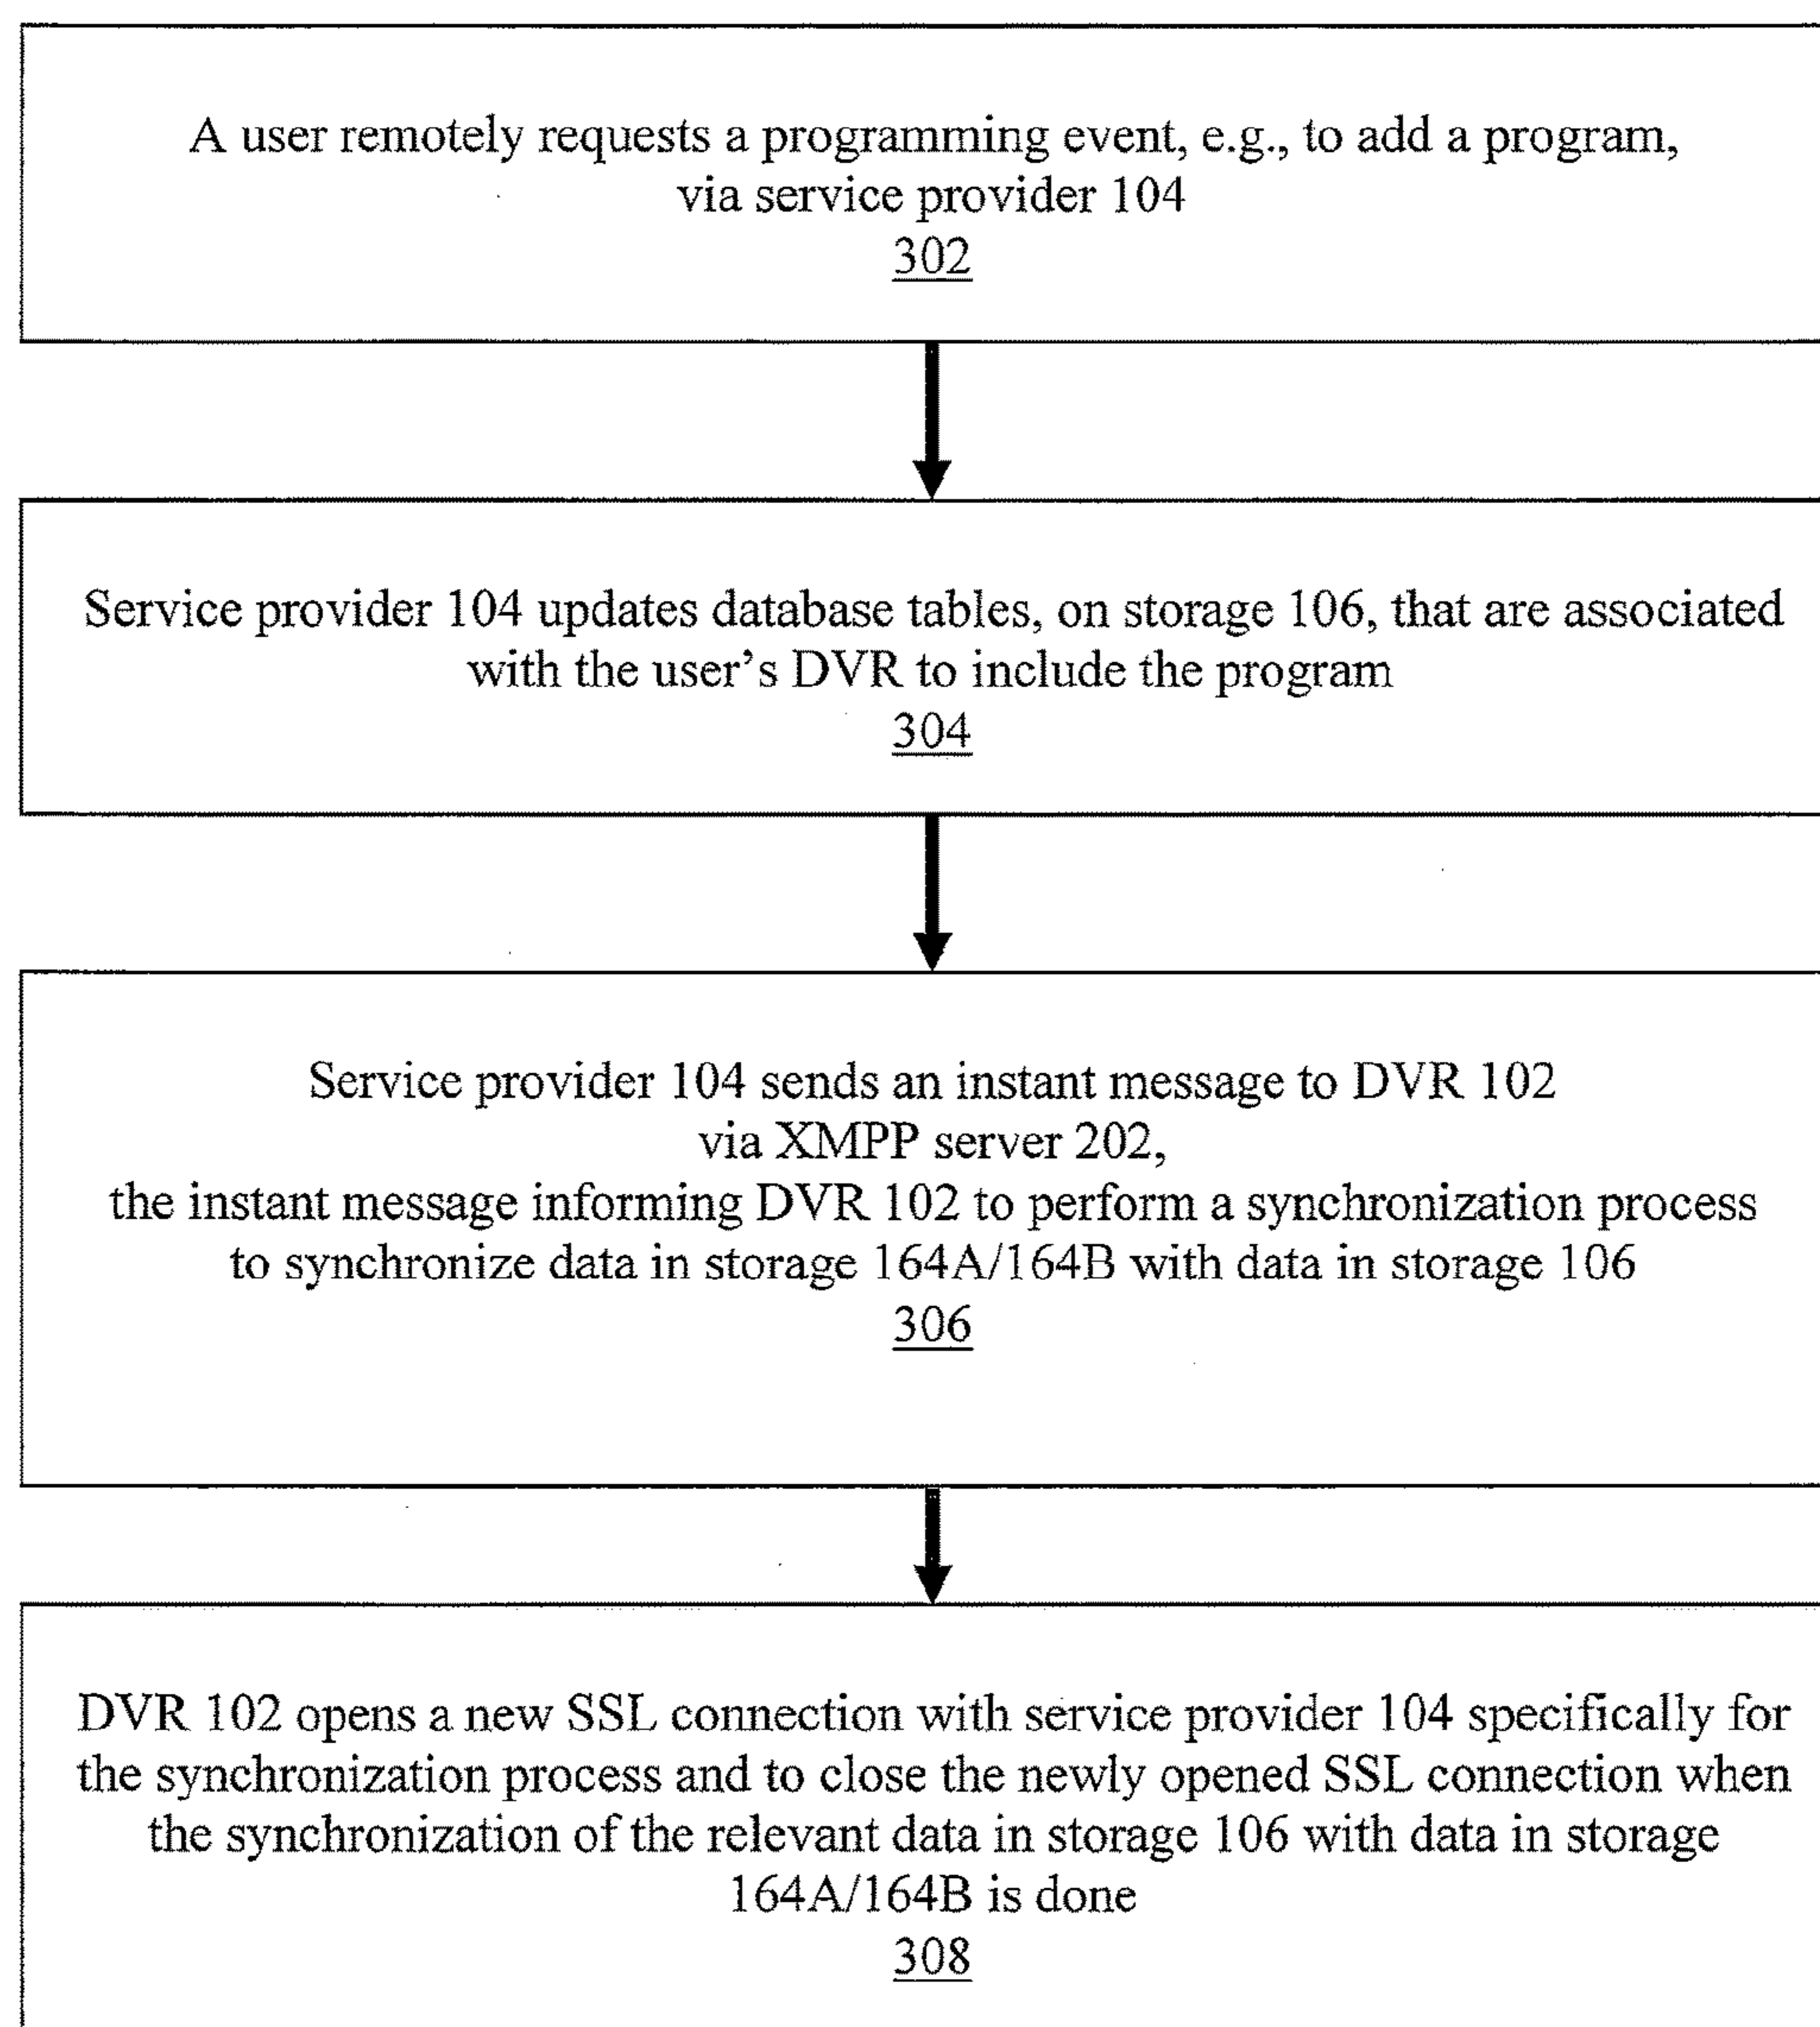 A user remotely requests a programming event, e.g., to add a program,
via service provider 104
302
Service provider 104 updates database tables, on storage 106, that are associated
with the user's DVR to include the program
304
Service provider 104 sends an instant message to DVR 102
via XMPP server 202,
the instant message informing DVR 102 to perform a synchronization process
to synchronize data in storage 164A/164B with data in storage 106
306
DVR 102 opens a new SSL connection with service provider 104 specifically for
the synchronization process and to close the newly opened SSL connection when
the synchronization of the relevant data in storage 106 with data in storage
164A/164B is done
308